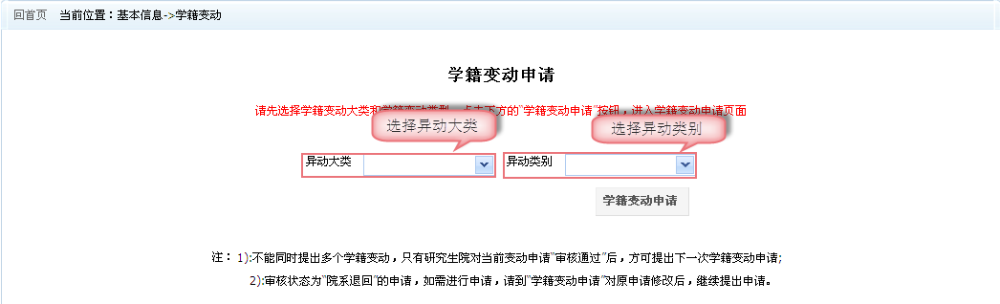 回首页 当前位置：基本信息->学籍变动
学籍变动申请
请先选择学籍变动大类和学籍变动类型，点击下方的"学籍变动申请"按钮，进入学籍变动申请页面
选择异动大类 选择异动类别
异动大类 异动类别
学籍变动申请
注： 1):不能同时提出多个学籍变动，只有研究生院对当前变动申请"审核通过"后，方可提出下一次学籍变动申请;
2):审核状态为"院系退回"的申请，如需进行申请，请到"学籍变动申请"对原申请修改后，继续提出申请。